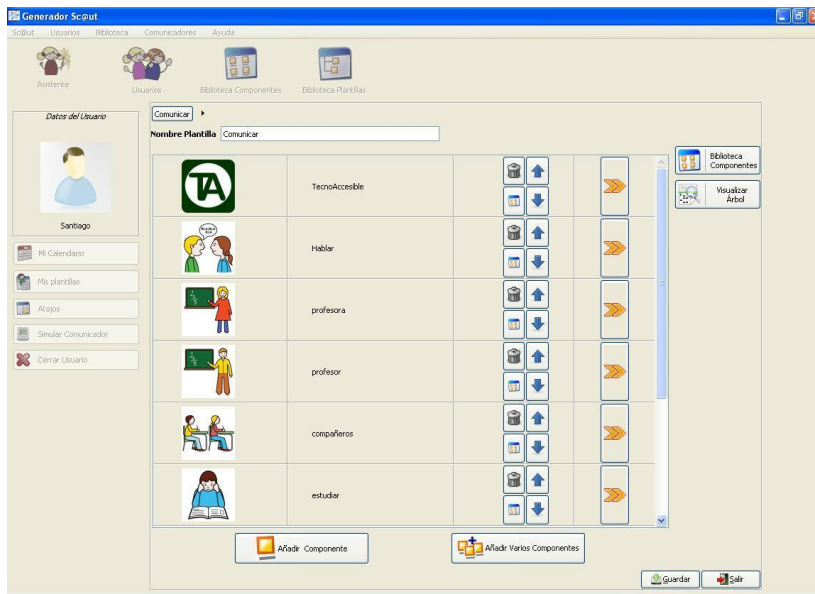 Generador Sc@ut
Sc@ut Usuarios Biblioteca Comunicadores Ayuda
Asistente Usuarios Biblioteca Componentes Biblioteca Plantillas
Datos del Usuario
Santiago
Mi Calendario
Mis plantillas
Atajos
Simular Comunicador
Cerrar Usuario
Comunicar
Nombre Plantilla Comunicar
TA TecnoAccesible
Hablar
profesora
profesor
compañeros
estudiar
Biblioteca Componentes
Visualizar Árbol
Añadir Componente Añadir Varios Componentes
Guardar Salir